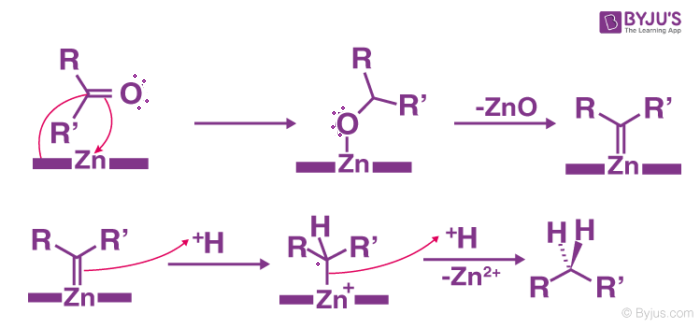 BYJU'S
The Learning App
R
O
R'
Zn
R
R'
O
Zn
-ZnO
R R'
Zn
R R'
Zn
+H
H
R R'
Zn+
+H
-Zn2+
H H
R R'
© Byjus.com